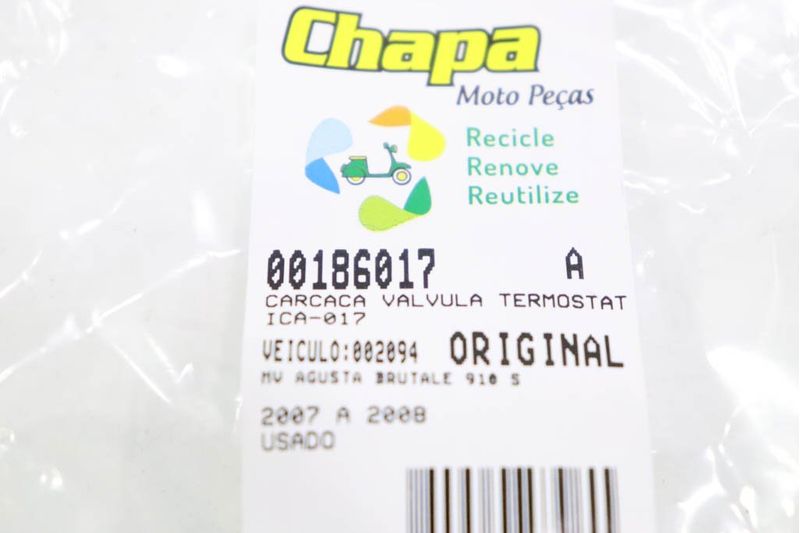 Chapa
Moto Peças
Recicle
Renove
Reutilize
00186017 A
CARCACA VALVULA TERMOSTAT
ICA-017
VEICULO:002094 ORIGINAL
MV AGUSTA BRUTALE 910 S
2007 A 2008
USADO